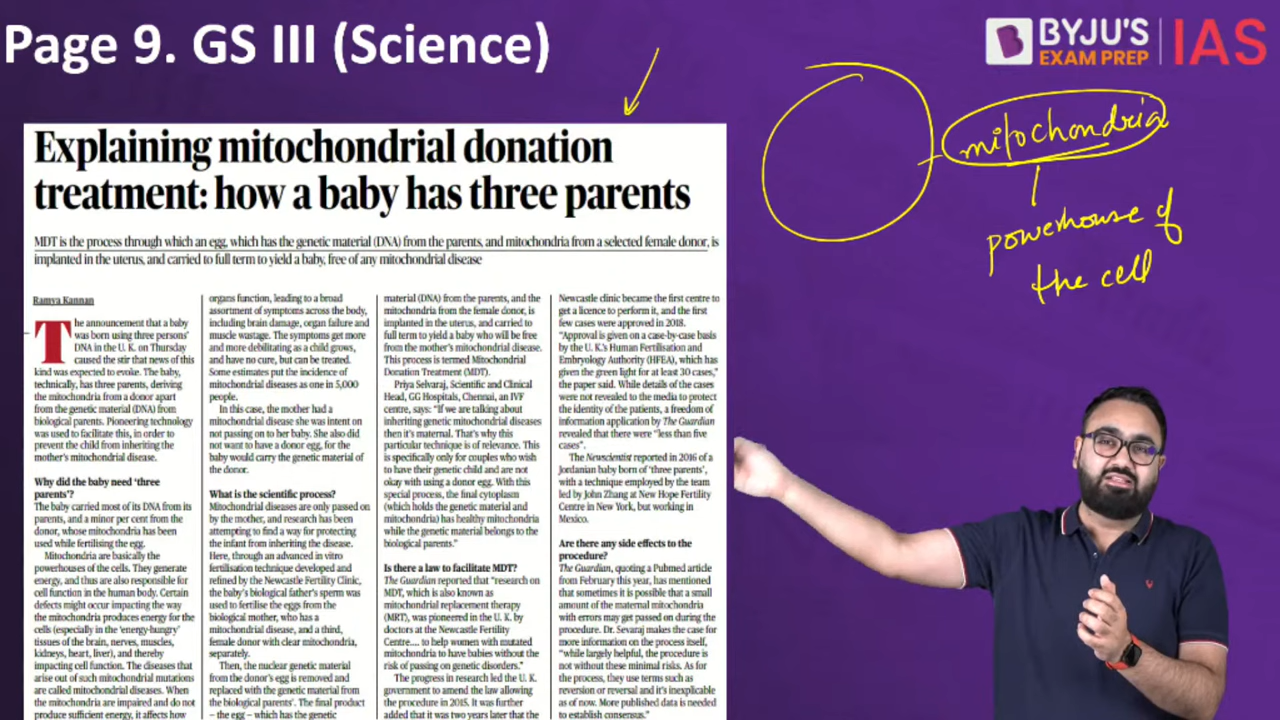 Page 9. GS III (Science)
BYJU'S
EXAM PREP
IAS
mitochondria
powerhouse of
the cell
Explaining mitochondrial donation
treatment: how a baby has three parents
MDT is the process through which an egg, which has the genetic material (DNA) from the parents, and mitochondria from a selected female donor, is
implanted in the uterus, and carried to full term to yield a baby, free of any mitochondrial disease
Ramya Kannan
The announcement that a baby
was born using three persons'
DNA in the U. K. on Thursday
caused the stir that news of this
kind was expected to evoke. The baby,
technically, has three parents, deriving
the mitochondria from a donor apart
from the genetic material (DNA) from
biological parents. Pioneering technology
was used to facilitate this, in order to
prevent the child from inheriting the
mother's mitochondrial disease.
Why did the baby need 'three
parents'?
The baby carried most of its DNA from its
parents, and a minor per cent from the
donor, whose mitochondria has been
used while fertilising the egg.
Mitochondria are basically the
powerhouses of the cells. They generate
energy, and thus are also responsible for
cell function in the human body. Certain
defects might occur impacting the way
the mitochondria produces energy for the
cells (especially in the 'energy-hungry'
tissues of the brain, nerves, muscles,
kidneys, heart, liver), and thereby
impacting cell function. The diseases that
arise out of such mitochondrial mutations
are called mitochondrial diseases. When
the mitochondria are impaired and do not
produce sufficient energy, it affects how
organs function, leading to a broad
assortment of symptoms across the body,
including brain damage, organ failure and
muscle wastage. The symptoms get more
and more debilitating as a child grows,
and have no cure, but can be treated.
Some estimates put the incidence of
mitochondrial diseases as one in 5,000
people.
In this case, the mother had a
mitochondrial disease she was intent on
not passing on to her baby. She also did
not want to have a donor egg, for the
baby would carry the genetic material of
the donor.
What is the scientific process?
Mitochondrial diseases are only passed on
by the mother, and research has been
attempting to find a way for protecting
the infant from inheriting the disease.
Here, through an advanced in vitro
fertilisation technique developed and
refined by the Newcastle Fertility Clinic,
the baby's biological father's sperm was
used to fertilise the eggs from the
biological mother, who has a
mitochondrial disease, and a third,
female donor with clear mitochondria,
separately.
Then, the nuclear genetic material
from the donor's egg is removed and
replaced with the genetic material from
the biological parents'. The final product
– the egg – which has the genetic
material (DNA) from the parents, and the
mitochondria from the female donor, is
implanted in the uterus, and carried to
full term to yield a baby who will be free
from the mother's mitochondrial disease.
This process is termed Mitochondrial
Donation Treatment (MDT).
Priya Selvaraj, Scientific and Clinical
Head, GG Hospitals, Chennai, an IVF
centre, says: "If we are talking about
inheriting genetic mitochondrial diseases
then it's maternal. That's why this
particular technique is of relevance. This
is specifically only for couples who wish
to have their genetic child and are not
okay with using a donor egg. With this
special process, the final cytoplasm
(which holds the genetic material and
mitochondria) has healthy mitochondria
while the genetic material belongs to the
biological parents."
Is there a law to facilitate MDT?
The Guardian reported that "research on
MDT, which is also known as
mitochondrial replacement therapy
(MRT), was pioneered in the U.K. by
doctors at the Newcastle Fertility
Centre.... to help women with mutated
mitochondria to have babies without the
risk of passing on genetic disorders."
The progress in research led the U. K.
government to amend the law allowing
the procedure in 2015. It was further
added that it was two years later that the
Newcastle clinic became the first centre to
get a licence to perform it, and the first
few cases were approved in 2018.
"Approval is given on a case-by-case basis
by the U.K.'s Human Fertilisation and
Embryology Authority (HFEA), which has
given the green light for at least 30 cases,"
the paper said. While details of the cases
were not revealed to the media to protect
the identity of the patients, a freedom of
information application by The Guardian
revealed that there were "less than five
cases".
The Newscientist reported in 2016 of a
Jordanian baby born of 'three parents',
with a technique employed by the team
led by John Zhang at New Hope Fertility
Centre in New York, but working in
Mexico.
Are there any side effects to the
procedure?
The Guardian, quoting a Pubmed article
from February this year, has mentioned
that sometimes it is possible that a small
amount of the maternal mitochondria
with errors may get passed on during the
procedure. Dr. Sevaraj makes the case for
more information on the process itself,
"while largely helpful, the procedure is
not without these minimal risks. As for
the process, they use terms such as
reversion or reversal and it's inexplicable
as of now. More published data is needed
to establish consensus."